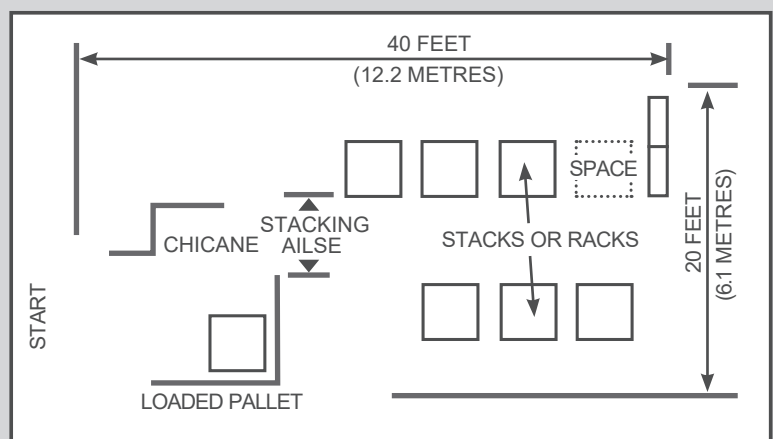 40 FEET
(12.2 METRES)
SPACE
STACKING
AILSE
CHICANE
STACKS OR RACKS
20 FEET
(6.1 METRES)
START
LOADED PALLET